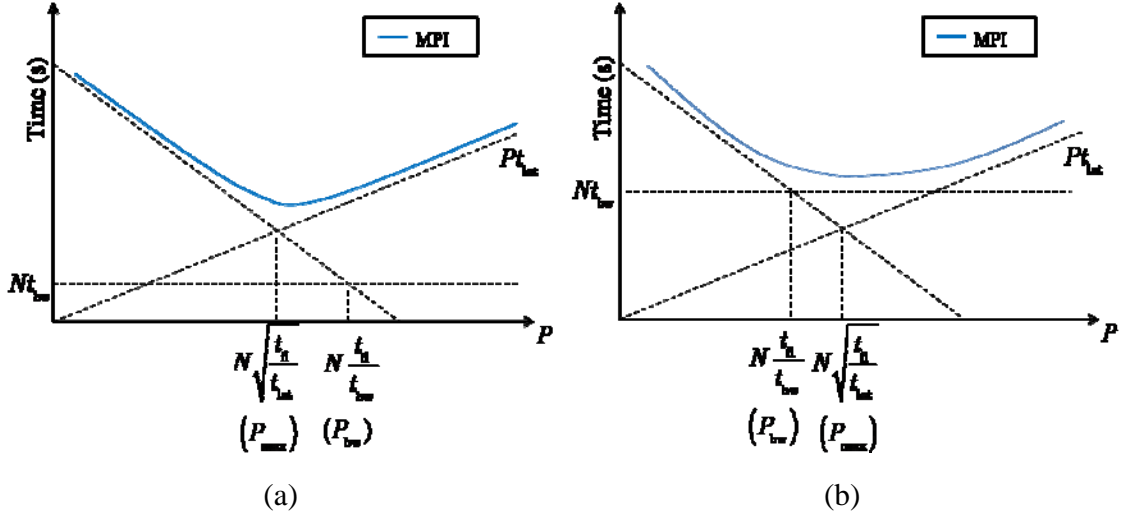 Time (s)
MPI
Pt_lat
Nt_bw
P
N√(t_fl/t_lat)
N t_fl/t_bw
(P_max)
(P_bw)
(a)
Time (s)
MPI
Pt_lat
Nt_bw
P
N t_fl/t_bw
N√(t_fl/t_lat)
(P_bw)
(P_max)
(b)